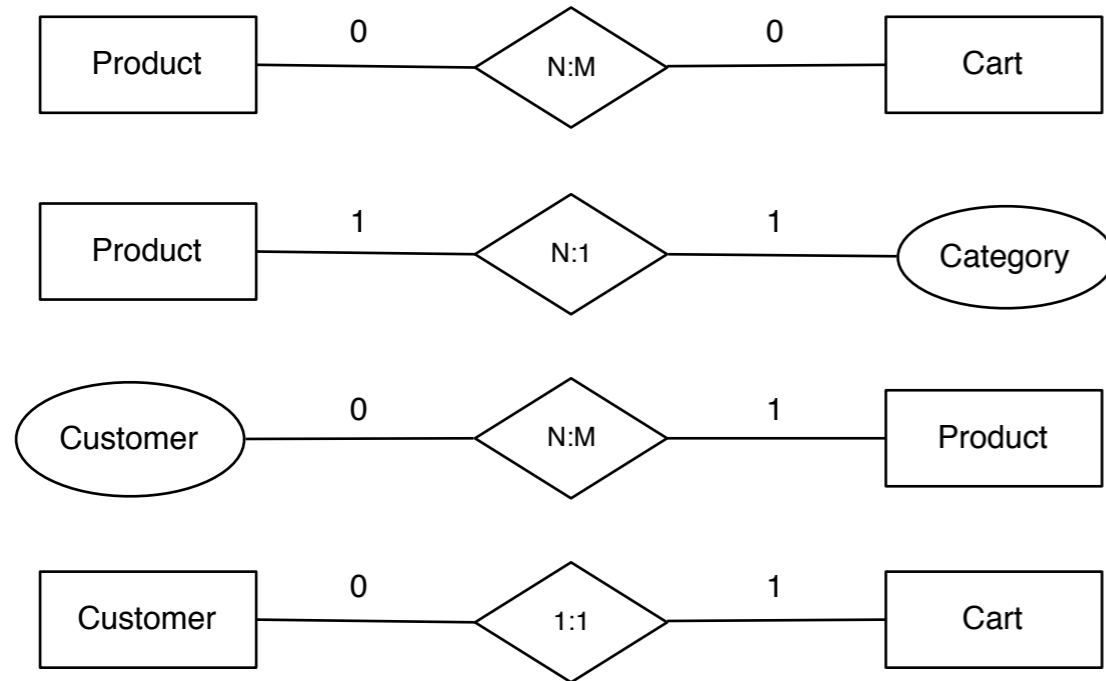 0 0
Product N:M Cart
1 1
Product N:1 Category
0 1
Customer N:M Product
0 1
Customer 1:1 Cart